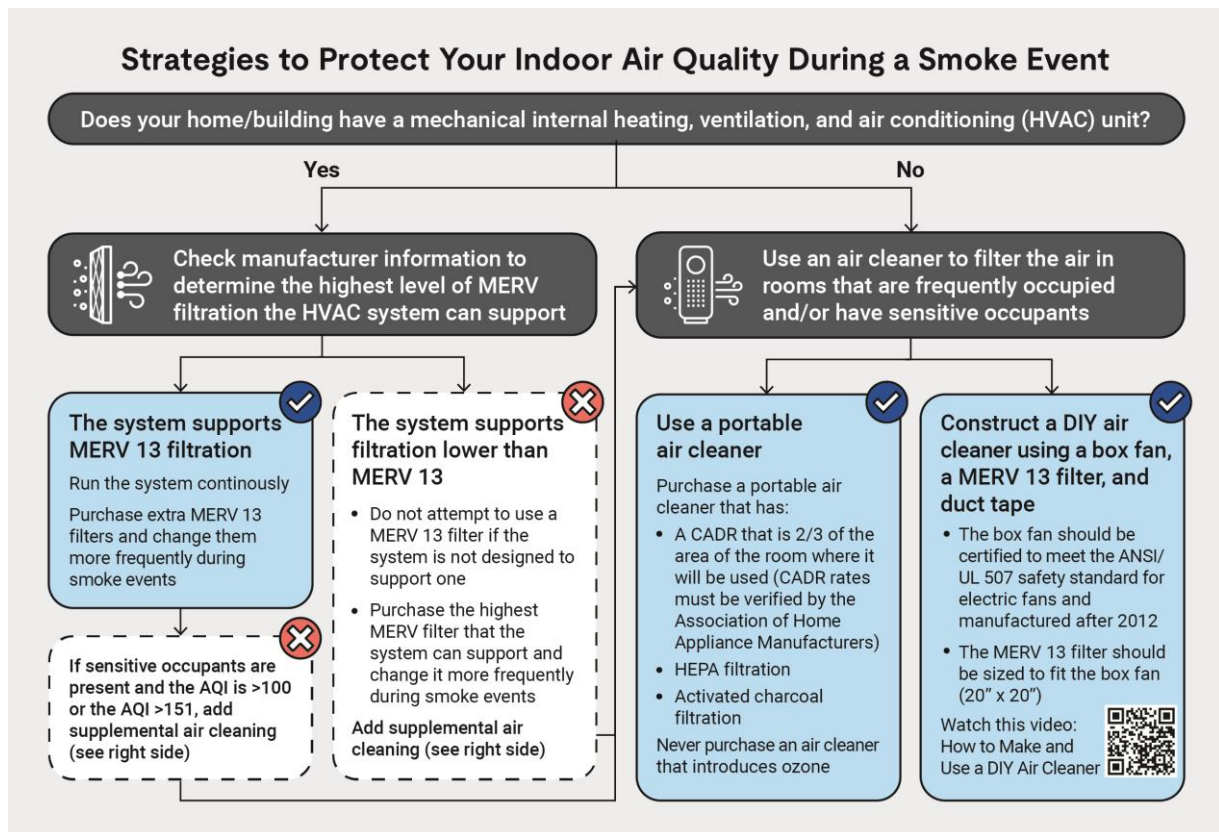 Strategies to Protect Your Indoor Air Quality During a Smoke Event
Does your home/building have a mechanical internal heating, ventilation, and air conditioning (HVAC) unit?
Yes
No
Check manufacturer information to
determine the highest level of MERV
filtration the HVAC system can support
Use an air cleaner to filter the air in
rooms that are frequently occupied
and/or have sensitive occupants
The system supports
MERV 13 filtration
Run the system continously
Purchase extra MERV 13
filters and change them
more frequently during
smoke events
If sensitive occupants are
present and the AQI is >100
or the AQI >151, add
supplemental air cleaning
(see right side)
The system supports
filtration lower than
MERV 13
• Do not attempt to use a
MERV 13 filter if the
system is not designed to
support one
• Purchase the highest
MERV filter that the
system can support and
change it more frequently
during smoke events
Add supplemental air
cleaning (see right side)
Use a portable
air cleaner
Purchase a portable air
cleaner that has:
• A CADR that is 2/3 of the
area of the room where it
will be used (CADR rates
must be verified by the
Association of Home
Appliance Manufacturers)
• HEPA filtration
• Activated charcoal
filtration
Never purchase an air cleaner
that introduces ozone
Construct a DIY air
cleaner using a box fan,
a MERV 13 filter, and
duct tape
• The box fan should be
certified to meet the ANSI/
UL 507 safety standard for
electric fans and
manufactured after 2012
• The MERV 13 filter should
be sized to fit the box fan
(20” x 20”)
Watch this video:
How to Make and
Use a DIY Air Cleaner